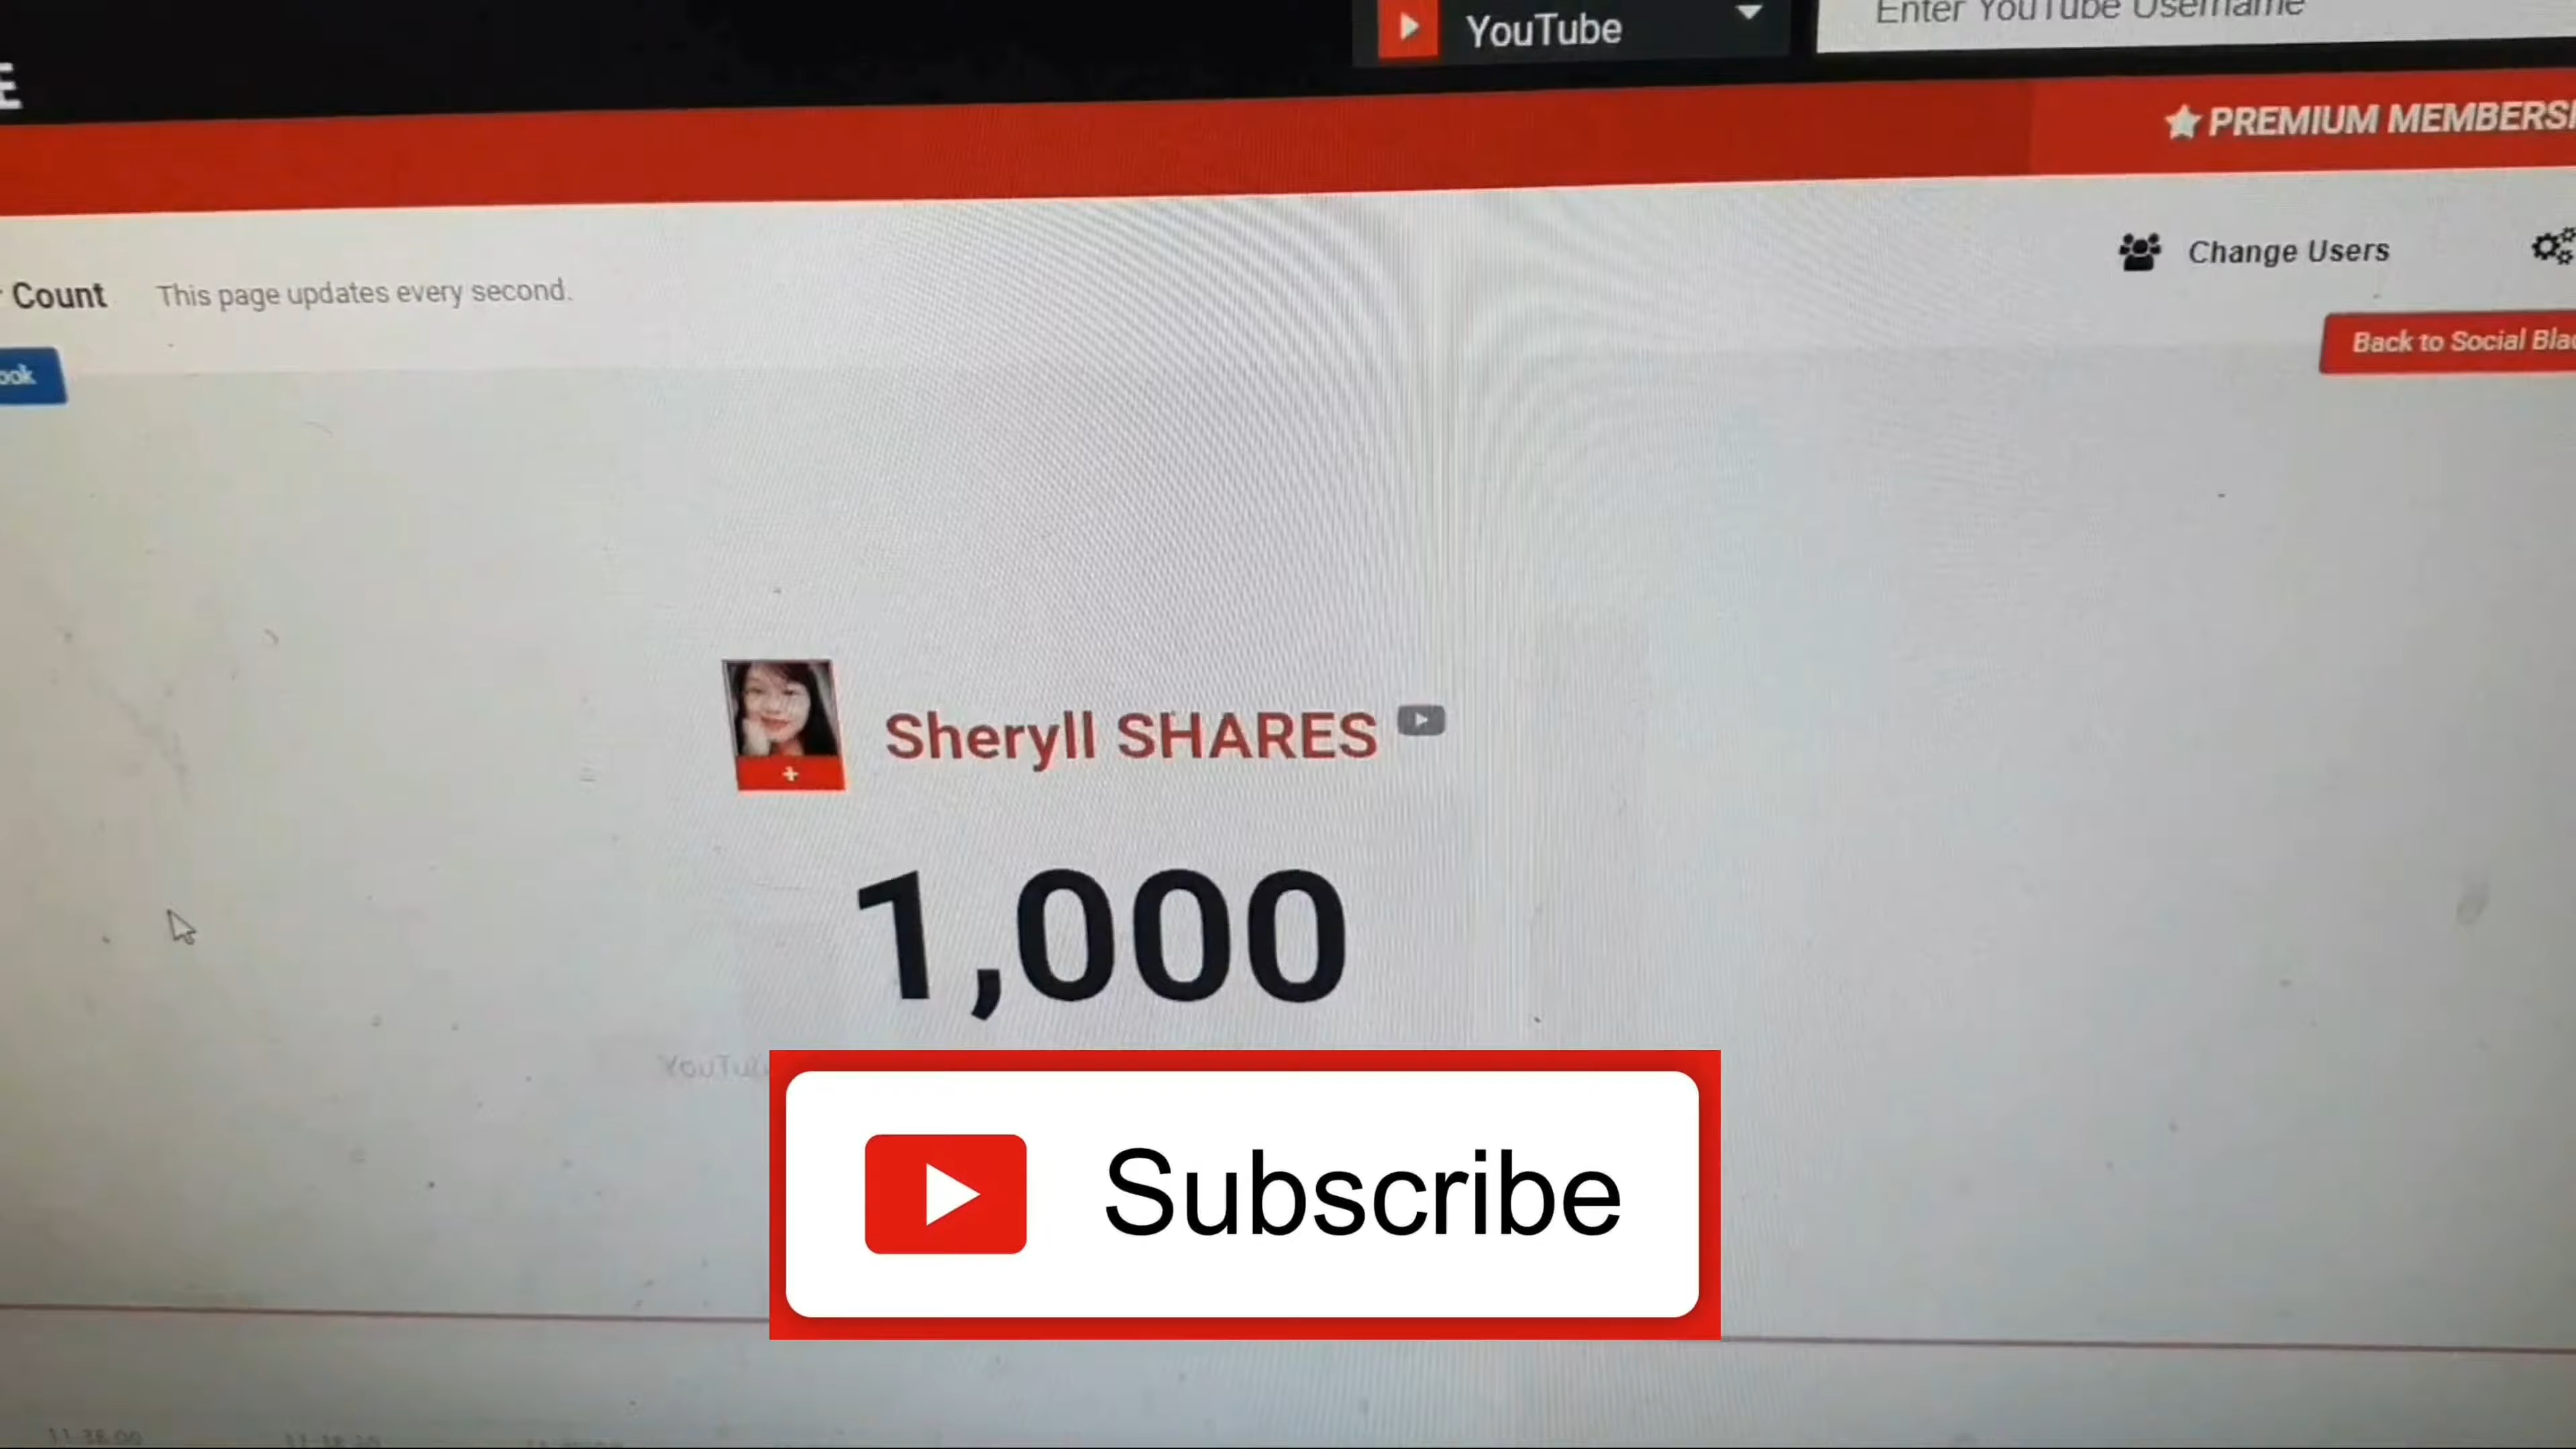 YouTube
Enter YouTube Username
E
PREMIUM MEMBERS
Count This page updates every second.
Change Users
ook
Back to Social Bla
Sheryll SHARES
+
1,000
YouTu
Subscribe